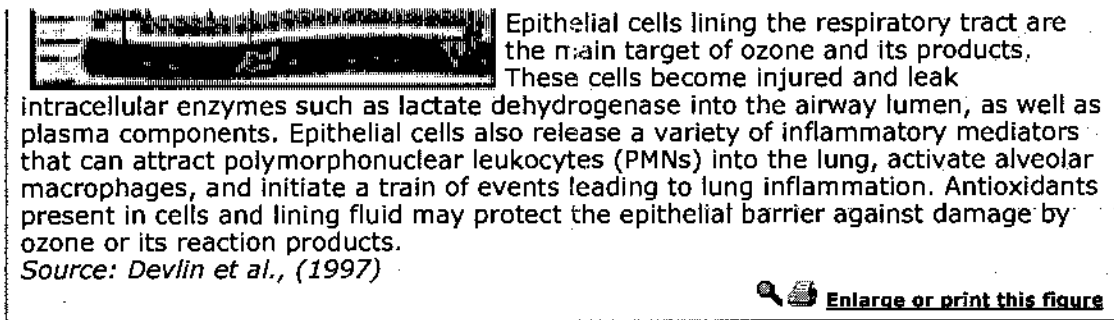 Epithelial cells lining the respiratory tract are
the main target of ozone and its products.
These cells become injured and leak
intracellular enzymes such as lactate dehydrogenase into the airway lumen, as well as
plasma components. Epithelial cells also release a variety of inflammatory mediators
that can attract polymorphonuclear leukocytes (PMNs) into the lung, activate alveolar
macrophages, and initiate a train of events leading to lung inflammation. Antioxidants
present in cells and lining fluid may protect the epithelial barrier against damage by
ozone or its reaction products.
Source: Devlin et al., (1997)
Enlarge or print this figure